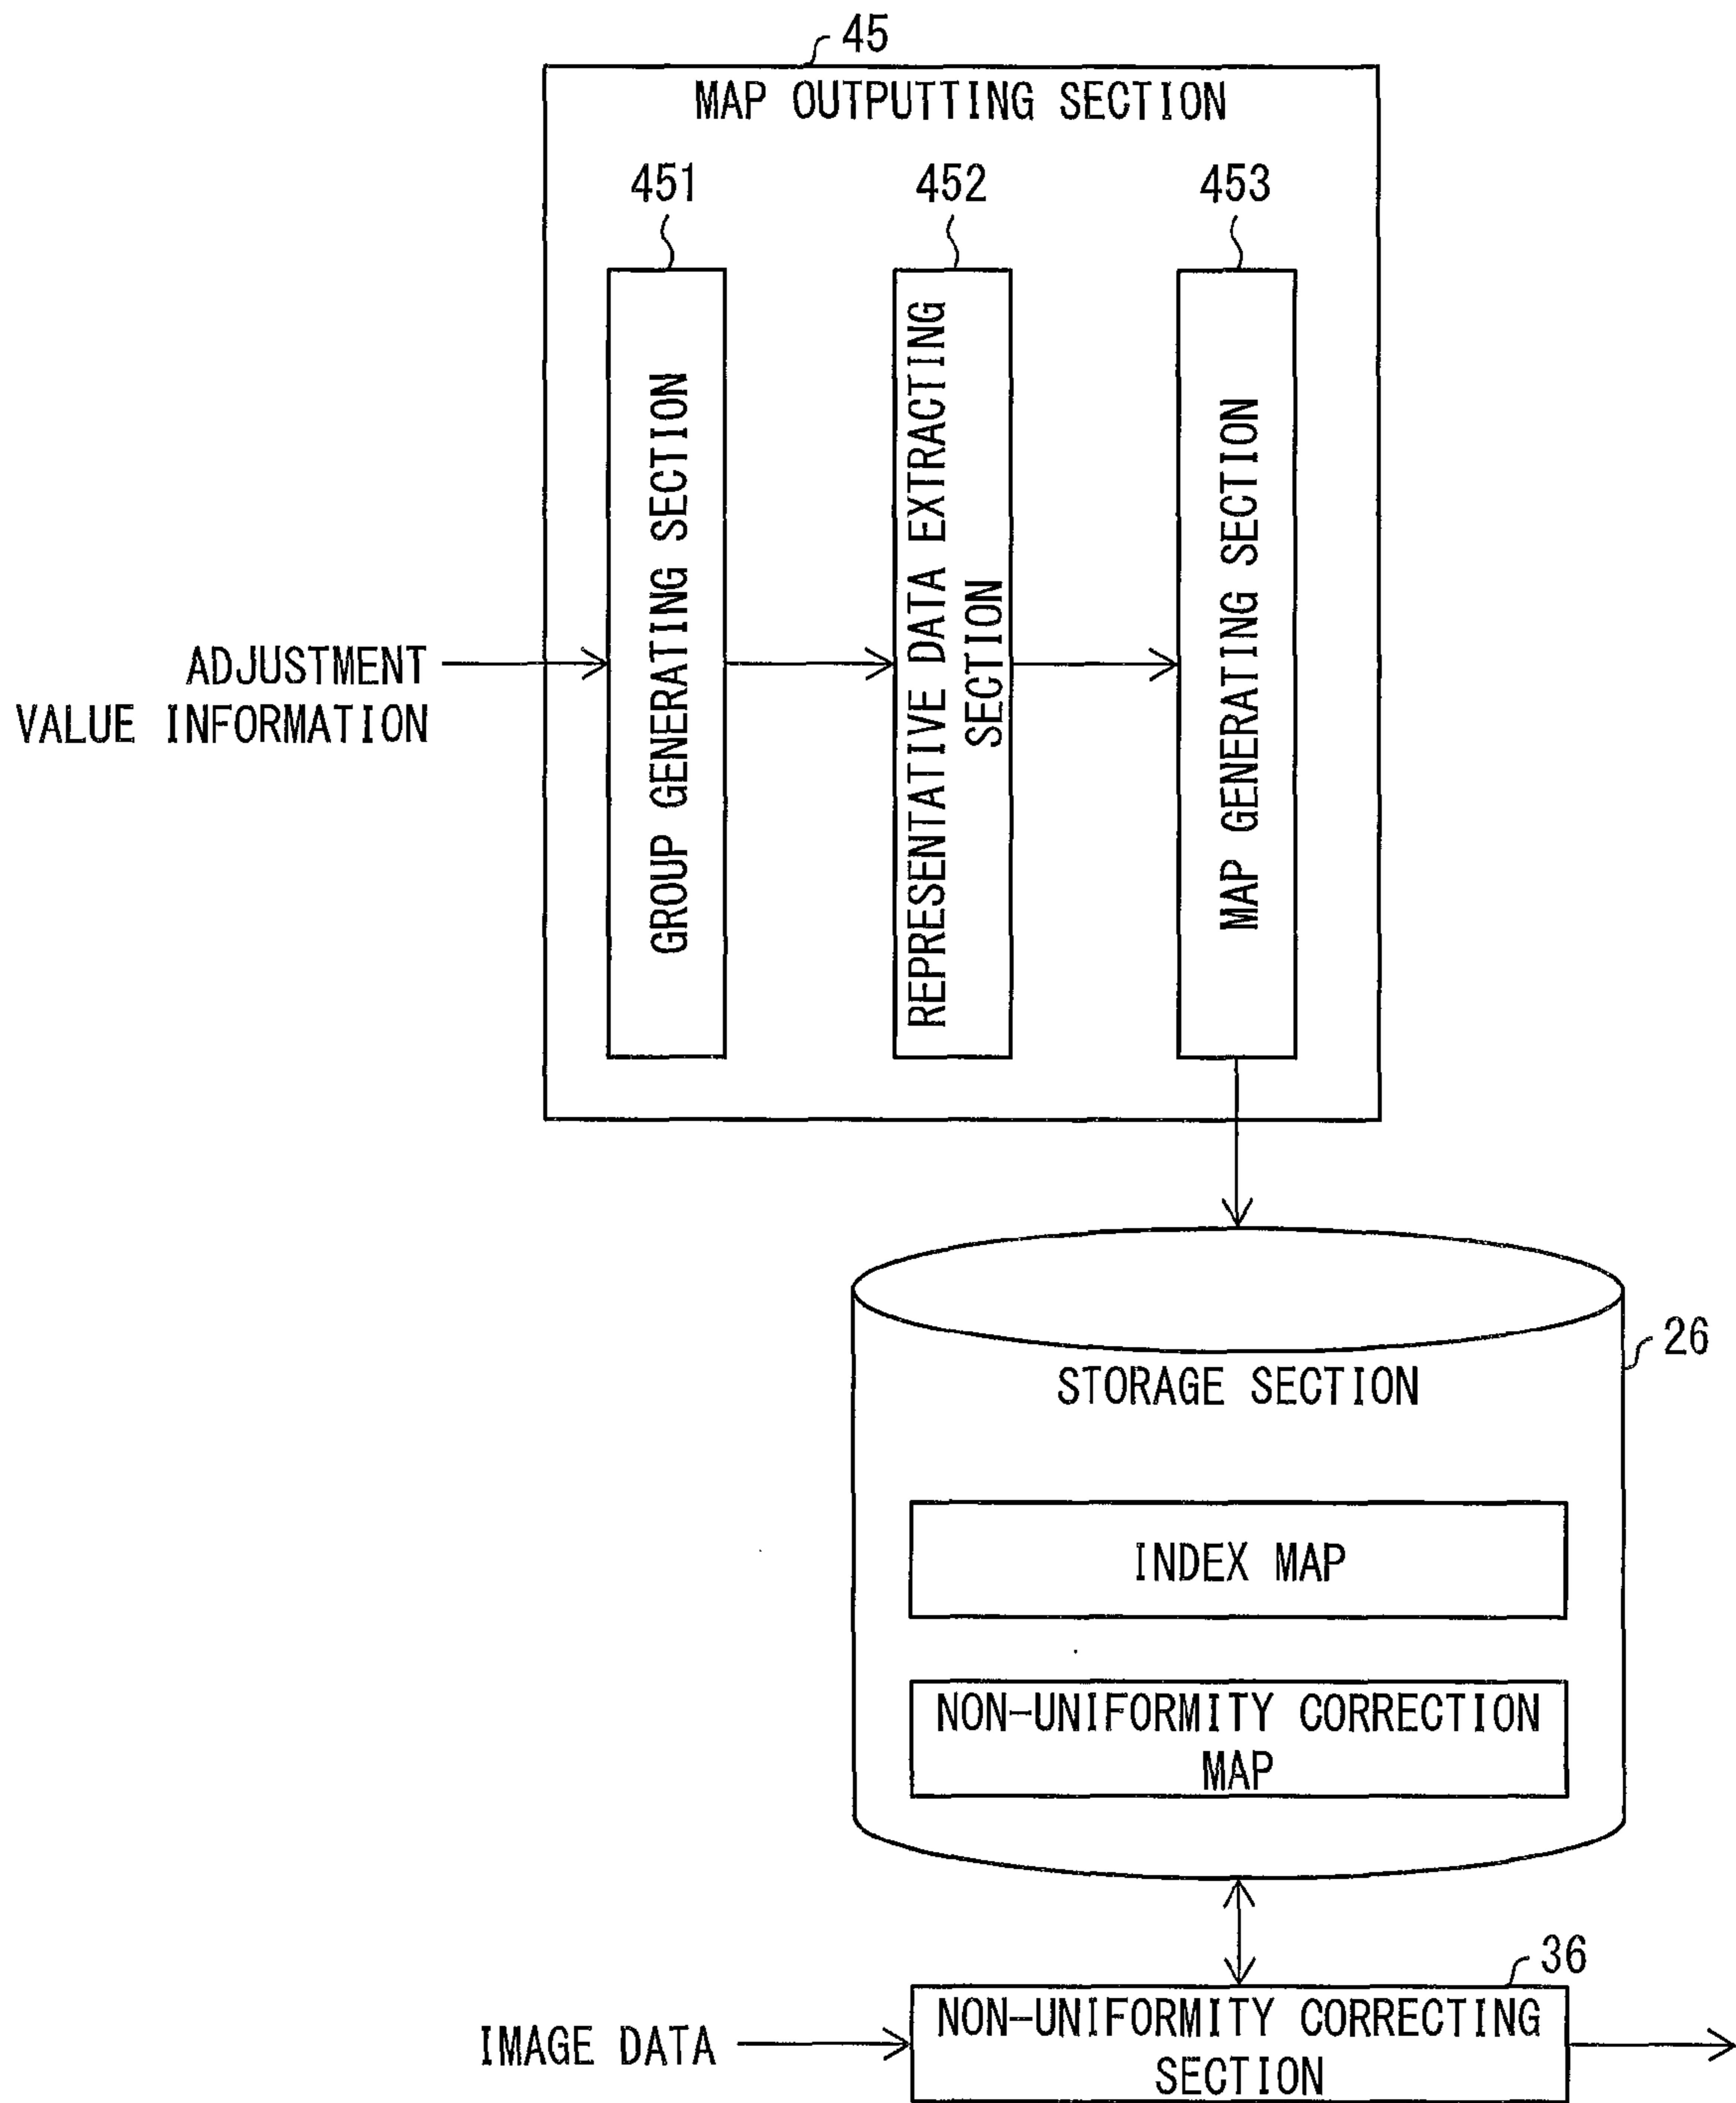 45
MAP OUTPUTTING SECTION
451
452
453
GROUP GENERATING SECTION
REPRESENTATIVE DATA EXTRACTING
SECTION
MAP GENERATING SECTION
ADJUSTMENT
VALUE INFORMATION
26
STORAGE SECTION
INDEX MAP
NON-UNIFORMITY CORRECTION
MAP
36
IMAGE DATA
NON-UNIFORMITY CORRECTING
SECTION